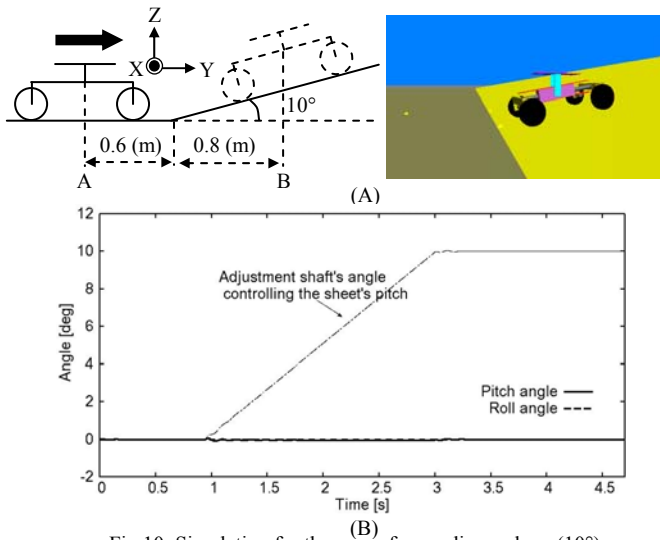 Z
X
Y
10°
0.6 (m)
0.8 (m)
A
B
(A)
12
10
8
6
4
2
0
-2
Angle [deg]
Adjustment shaft's angle
controlling the sheet's pitch
Pitch angle
Roll angle
0
0.5
1
1.5
2
2.5
3
3.5
4
4.5
Time [s]
(B)